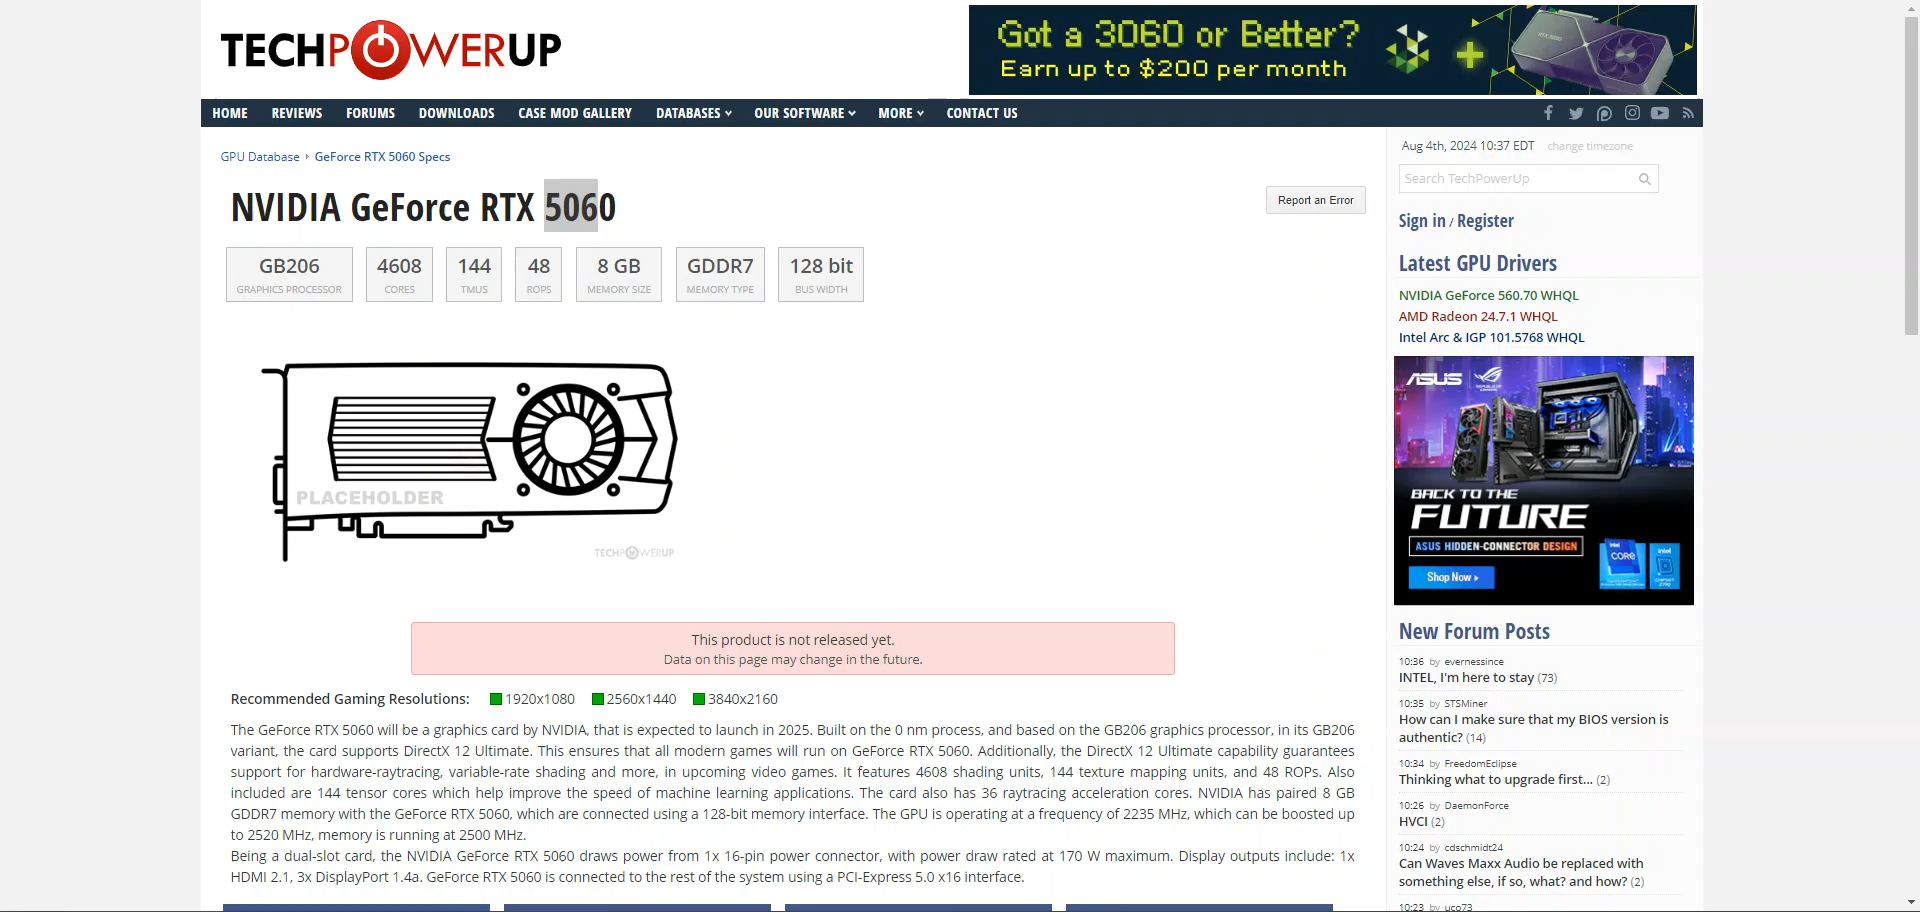 TECHPOWERUP
Got a 3060 or Better?
Earn up to $200 per month
HOME REVIEWS FORUMS DOWNLOADS CASE MOD GALLERY DATABASES OUR SOFTWARE MORE CONTACT US
GPU Database GeForce RTX 5060 Specs
Aug 4th, 2024 10:37 EDT change timezone
Search TechPowerUp
NVIDIA GeForce RTX 5060
Report an Error
Sign in / Register
GB206 4608 144 48 8 GB GDDR7 128 bit
GRAPHICS PROCESSOR CORES TMUS ROPS MEMORY SIZE MEMORY TYPE BUS WIDTH
Latest GPU Drivers
NVIDIA GeForce 560.70 WHQL
AMD Radeon 24.7.1 WHQL
Intel Arc & IGP 101.5768 WHQL
PLACEHOLDER
TECHPOWERUP
ASUS
BACK TO THE
FUTURE
ASUS HIDDEN-CONNECTOR DESIGN
Shop Now
intel
CORE
intel
This product is not released yet.
Data on this page may change in the future.
Recommended Gaming Resolutions: 1920x1080 2560x1440 3840x2160
The GeForce RTX 5060 will be a graphics card by NVIDIA, that is expected to launch in 2025. Built on the 0 nm process, and based on the GB206 graphics processor, in its GB206
variant, the card supports DirectX 12 Ultimate. This ensures that all modern games will run on GeForce RTX 5060. Additionally, the DirectX 12 Ultimate capability guarantees
support for hardware-raytracing, variable-rate shading and more, in upcoming video games. It features 4608 shading units, 144 texture mapping units, and 48 ROPs. Also
included are 144 tensor cores which help improve the speed of machine learning applications. The card also has 36 raytracing acceleration cores. NVIDIA has paired 8 GB
GDDR7 memory with the GeForce RTX 5060, which are connected using a 128-bit memory interface. The GPU is operating at a frequency of 2235 MHz, which can be boosted up
to 2520 MHz, memory is running at 2500 MHz.
Being a dual-slot card, the NVIDIA GeForce RTX 5060 draws power from 1x 16-pin power connector, with power draw rated at 170 W maximum. Display outputs include: 1x
HDMI 2.1, 3x DisplayPort 1.4a. GeForce RTX 5060 is connected to the rest of the system using a PCI-Express 5.0 x16 interface.
New Forum Posts
10:36 by evernessince
INTEL, I'm here to stay (73)
10:35 by STSMiner
How can I make sure that my BIOS version is
authentic? (14)
10:34 by FreedomEclipse
Thinking what to upgrade first... (2)
10:26 by DaemonForce
HVCI (2)
10:24 by cdschmidt24
Can Waves Maxx Audio be replaced with
something else, if so, what? and how? (2)
10:23 by uco73